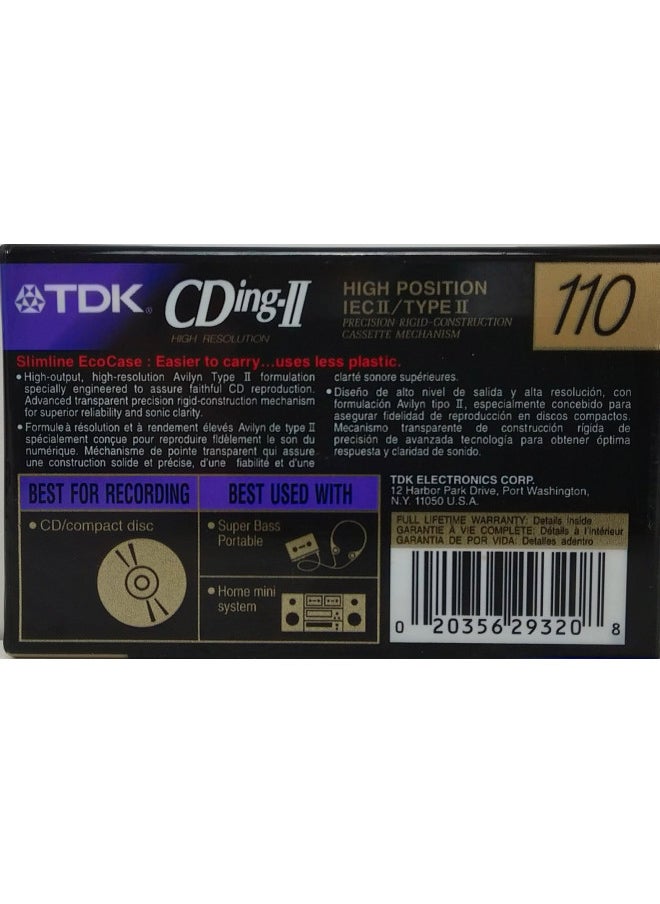 TDK® CDing-II
HIGH RESOLUTION
HIGH POSITION
IEC II/TYPE II
PRECISION RIGID-CONSTRUCTION
CASSETTE MECHANISM
110
Slimline EcoCase : Easier to carry...uses less plastic.
• High-output, high-resolution Avilyn Type II formulation
specially engineered to assure faithful CD reproduction.
Advanced transparent precision rigid-construction mechanism
for superior reliability and sonic clarity.
• Formule à résolution et à rendement élevés Avilyn de type II
spécialement conçue pour reproduire fidèlement le son du
numérique. Méchanisme de pointe transparent qui assure
une construction solide et précise, d'une fiabilité et d'une
clarté sonore supérieures.
• Diseño de alto nivel de salida y alta resolución, con
formulación Avilyn tipo II, especialmente concebido para
asegurar fidelidad de reproducción en discos compactos.
Mecanismo transparente de construcción rígida de
precisión de avanzada tecnología para obtener óptima
respuesta y claridad de sonido.
BEST FOR RECORDING
• CD/compact disc
BEST USED WITH
• Super Bass
Portable
• Home mini
system
TDK ELECTRONICS CORP.
12 Harbor Park Drive, Port Washington,
N.Y. 11050 U.S.A.
FULL LIFETIME WARRANTY: Details inside
GARANTIE À VIE COMPLÈTE: Détails à l'intérieur
GARANTIA DE POR VIDA: Detalles adentro
0 20356 29320 8